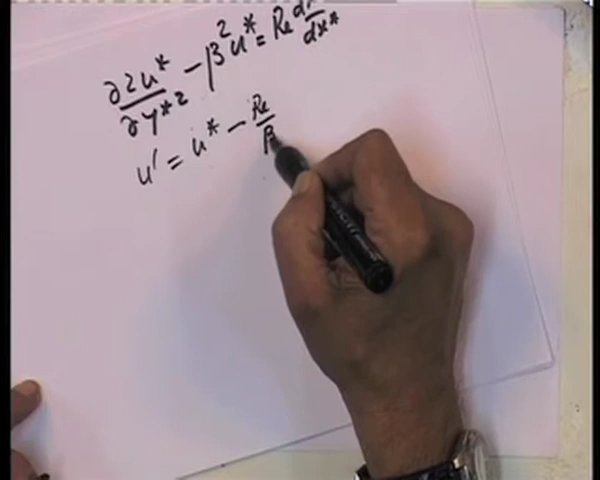 ∂2u*/∂y*2 − β²u* = Re dp*/dx*
u' = u* − Re/β